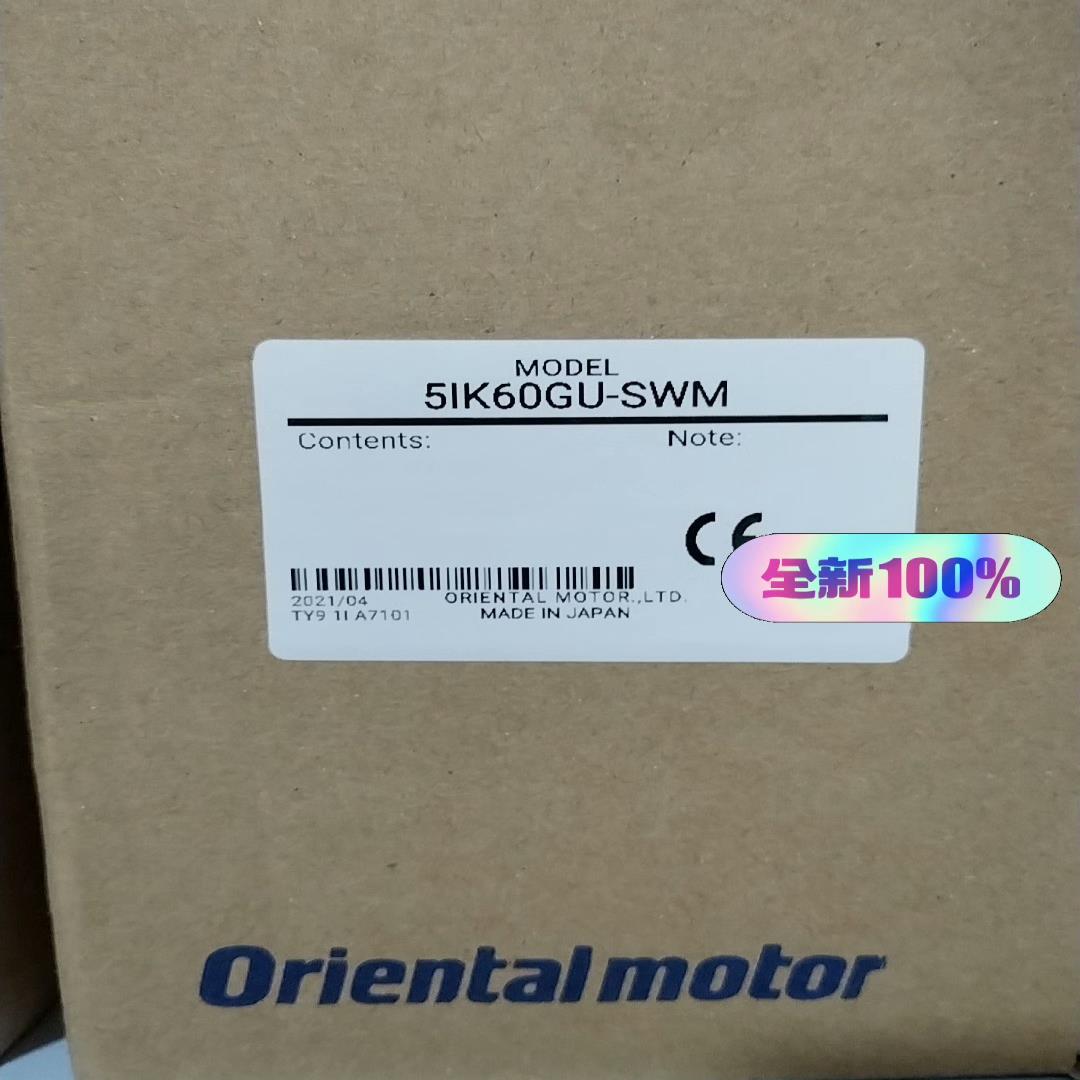 MODEL
5IK60GU-SWM
Contents:
Note:
CE
全新100%
2021/04
ORIENTAL MOTOR.,LTD.
TY9 1I A7101
MADE IN JAPAN
Orientalmotor